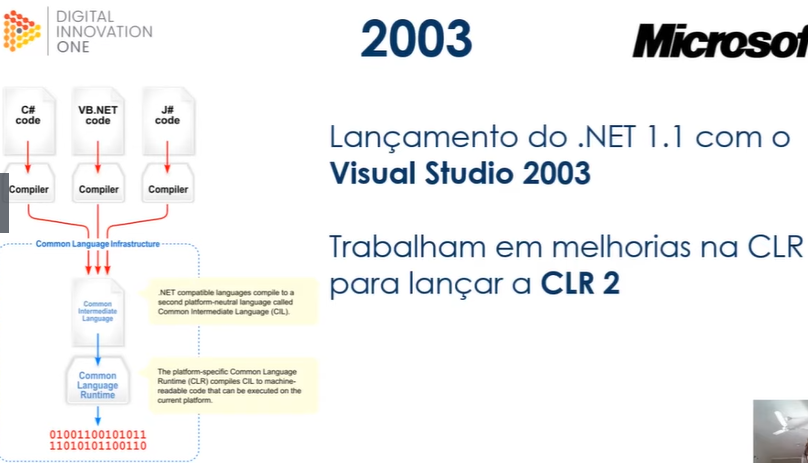 DIGITAL
INNOVATION
ONE
2003
Microsof
C#
code
VB.NET
code
J#
code
Compiler
Compiler
Compiler
Common Language Infrastructure
Common
Intermediate
Language
.NET compatible languages compile to a
second platform-neutral language called
Common Intermediate Language (CIL).
Common
Language
Runtime
The platform-specific Common Language
Runtime (CLR) compiles CIL to machine-
readable code that can be executed on the
current platform.
01001100101011
11010101100110
Lançamento do .NET 1.1 com o
Visual Studio 2003
Trabalham em melhorias na CLR
para lançar a CLR 2